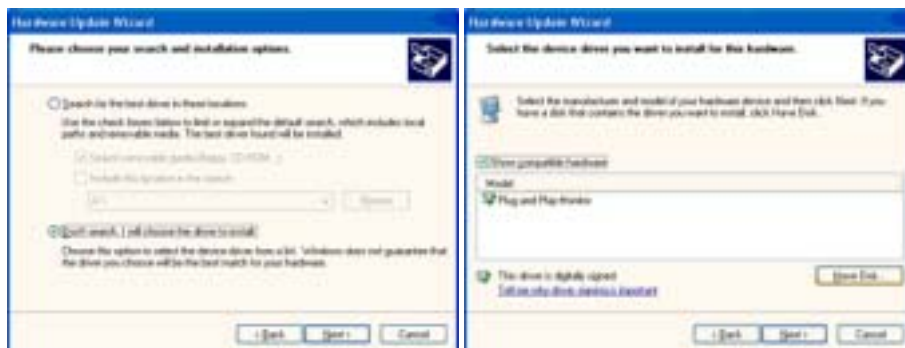 Hardware Update Wizard
Please choose your search and installation options.
Search for the best driver in these locations.
Use the check boxes below to limit or expand the default search, which includes local
paths and removable media. The best driver found will be installed.
Search removable media (floppy, CD-ROM...)
Include this location in the search:
A:\
Browse
Don't search. I will choose the driver to install.
Choose this option to select the device driver from a list. Windows does not guarantee that
the driver you choose will be the best match for your hardware.
< Back
Next >
Cancel
Hardware Update Wizard
Select the device driver you want to install for this hardware.
Select the manufacturer and model of your hardware device and then click Next. If you
have a disk that contains the driver you want to install, click Have Disk.
Show compatible hardware
Model
Plug and Play Monitor
This driver is digitally signed.
Tell me why driver signing is important
Have Disk...
< Back
Next >
Cancel